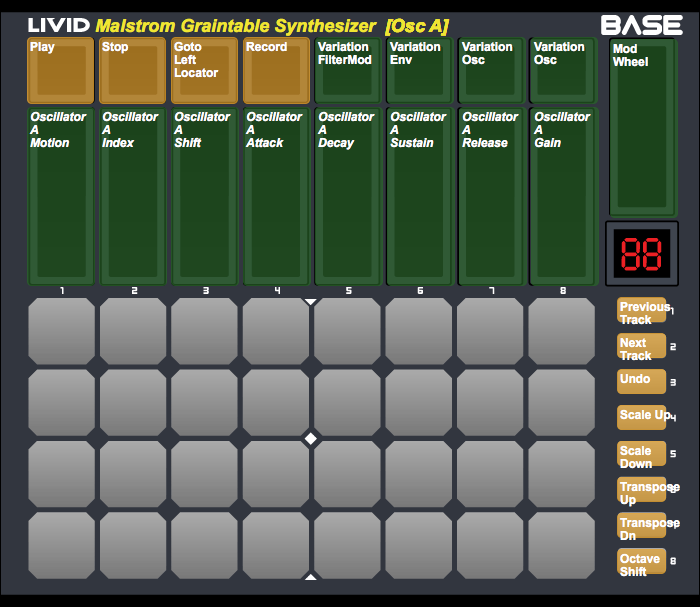 LIVID Malstrom Graintable Synthesizer [Osc A] BASE
Play
Stop
Goto
Left
Locator
Record
Variation
FilterMod
Variation
Env
Variation
Osc
Variation
Osc
Mod
Wheel
Oscillator
A
Motion
Oscillator
A
Index
Oscillator
A
Shift
Oscillator
A
Attack
Oscillator
A
Decay
Oscillator
A
Sustain
Oscillator
A
Release
Oscillator
A
Gain
88
1 2 3 4 5 6 7 8
Previous 1
Track
Next 2
Track
Undo 3
Scale Up 4
Scale 5
Down
Transpose 6
Up
Transpose 7
Dn
Octave 8
Shift